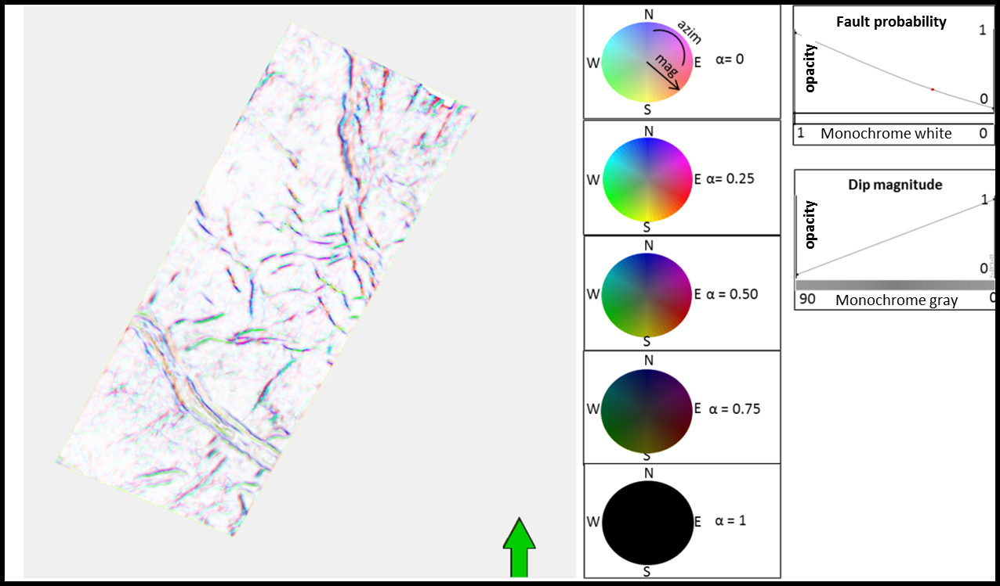 N
azim
W
mag
E
α= 0
S
N
W
E
α= 0.25
S
N
W
E
α = 0.50
S
N
W
E
α = 0.75
S
N
W
E
α = 1
S
Fault probability
1
opacity
0
1
Monochrome white
0
Dip magnitude
1
opacity
0
90
Monochrome gray
0